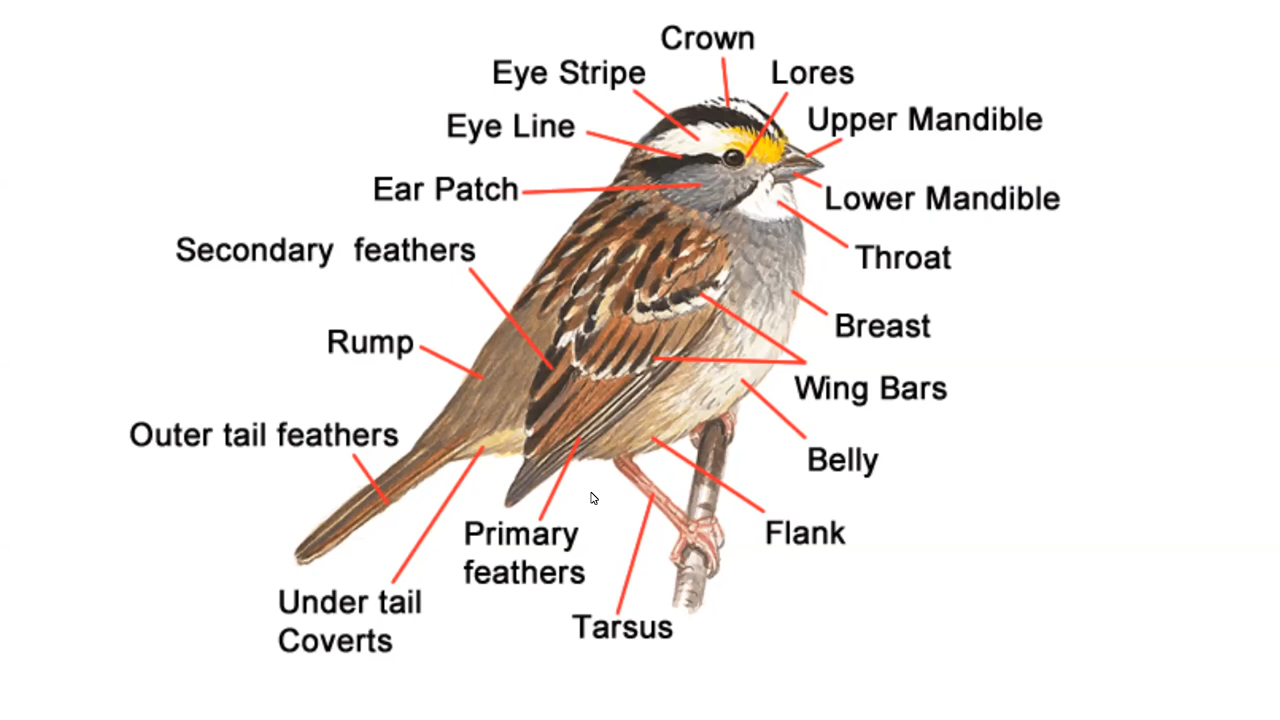 Crown
Eye Stripe
Lores
Upper Mandible
Eye Line
Ear Patch
Lower Mandible
Secondary feathers
Throat
Breast
Rump
Wing Bars
Outer tail feathers
Belly
Primary
feathers
Flank
Under tail
Coverts
Tarsus